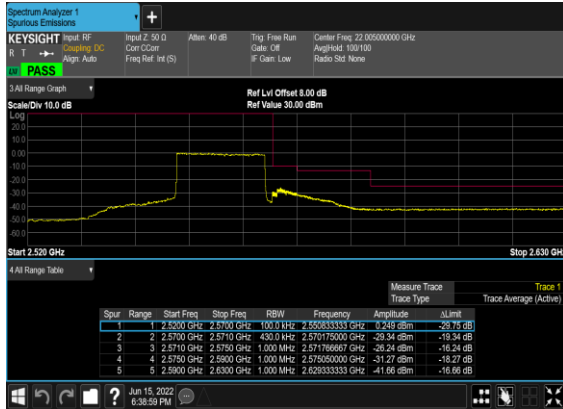 Spectrum Analyzer 1
Spurious Emissions
+
KEYSIGHT Input: RF Input Z: 50 Ω Atten: 40 dB Trig: Free Run Center Freq: 22.005000000 GHz
R T Coupling: DC Corr CCorr Gate: Off Avg|Hold: 100/100
Align: Auto Freq Ref: Int (S) IF Gain: Low Radio Std: None
PASS
3 All Range Graph Ref Lvl Offset 8.00 dB
Scale/Div 10.0 dB Ref Value 30.00 dBm
Log
20.0
10.0
0.00
-10.0
-20.0
-30.0
-40.0
-50.0
-60.0
Start 2.520 GHz Stop 2.630 GH
4 All Range Table
Measure Trace Trace 1
Trace Type Trace Average (Active)
Spur Range Start Freq Stop Freq RBW Frequency Amplitude ΔLimit
1 1 2.5200 GHz 2.5700 GHz 100.0 kHz 2.550833333 GHz 0.249 dBm -29.75 dB
2 2 2.5700 GHz 2.5710 GHz 430.0 kHz 2.570175000 GHz -29.34 dBm -19.34 dB
3 3 2.5710 GHz 2.5750 GHz 1.000 MHz 2.571766667 GHz -26.24 dBm -16.24 dB
4 4 2.5750 GHz 2.5900 GHz 1.000 MHz 2.575050000 GHz -31.27 dBm -18.27 dB
5 5 2.5900 GHz 2.6300 GHz 1.000 MHz 2.629333333 GHz -41.66 dBm -16.66 dB
? Jun 15, 2022
6:38:59 PM